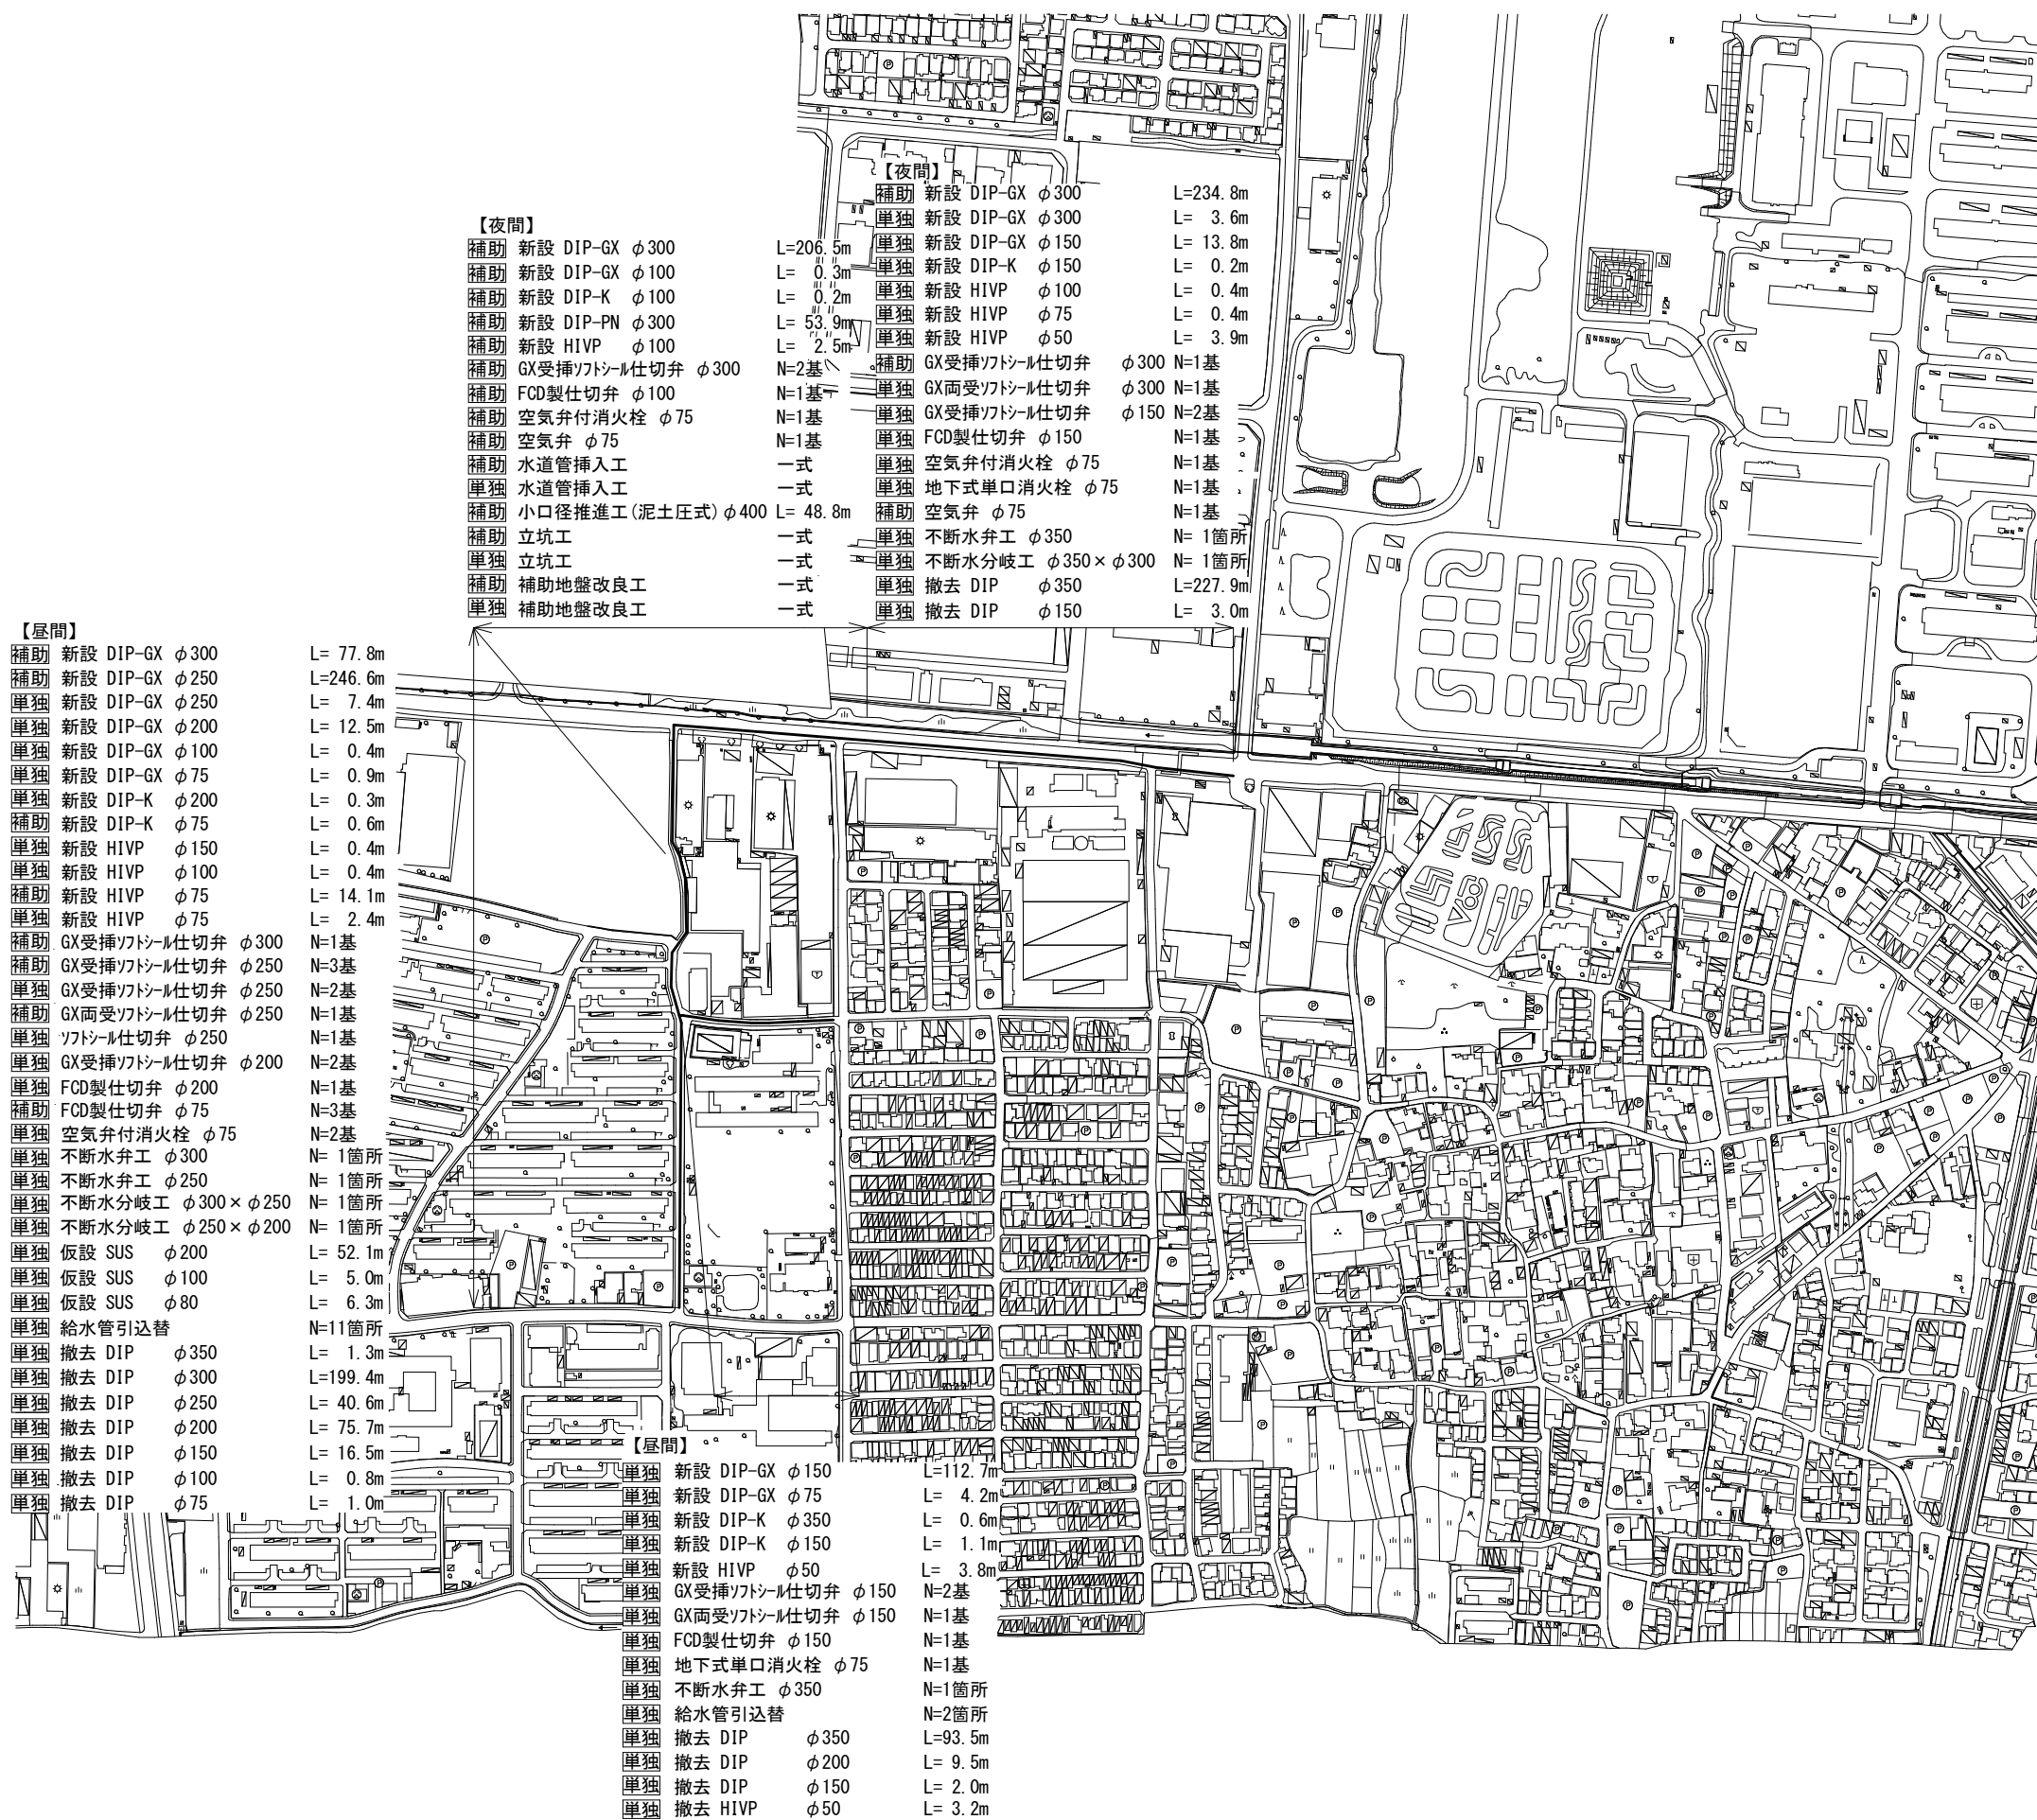 【夜間】
補助 新設 DIP-GX φ300 L=234.8m
単独 新設 DIP-GX φ300 L= 3.6m
単独 新設 DIP-GX φ150 L= 13.8m
単独 新設 DIP-K φ150 L= 0.2m
単独 新設 HIVP φ100 L= 0.4m
単独 新設 HIVP φ75 L= 0.4m
単独 新設 HIVP φ50 L= 3.9m
補助 GX受挿ソフトシール仕切弁 φ300 N=1基
単独 GX両受ソフトシール仕切弁 φ300 N=1基
単独 GX受挿ソフトシール仕切弁 φ150 N=2基
単独 FCD製仕切弁 φ150 N=1基
単独 空気弁付消火栓 φ75 N=1基
単独 地下式単口消火栓 φ75 N=1基
補助 空気弁 φ75 N=1基
単独 不断水弁工 φ350 N= 1箇所
単独 不断水分岐工 φ350×φ300 N= 1箇所
単独 撤去 DIP φ350 L=227.9m
単独 撤去 DIP φ150 L= 3.0m
【夜間】
補助 新設 DIP-GX φ300 L=206.5m
補助 新設 DIP-GX φ100 L= 0.3m
補助 新設 DIP-K φ100 L= 0.2m
補助 新設 DIP-PN φ300 L= 53.9m
補助 新設 HIVP φ100 L= 2.5m
補助 GX受挿ソフトシール仕切弁 φ300 N=2基
補助 FCD製仕切弁 φ100 N=1基
補助 空気弁付消火栓 φ75 N=1基
補助 空気弁 φ75 N=1基
補助 水道管挿入工 一式
単独 水道管挿入工 一式
補助 小口径推進工(泥土圧式)φ400 L= 48.8m
補助 立坑工 一式
単独 立坑工 一式
補助 補助地盤改良工 一式
単独 補助地盤改良工 一式
【昼間】
補助 新設 DIP-GX φ300 L= 77.8m
補助 新設 DIP-GX φ250 L=246.6m
単独 新設 DIP-GX φ250 L= 7.4m
単独 新設 DIP-GX φ200 L= 12.5m
単独 新設 DIP-GX φ100 L= 0.4m
単独 新設 DIP-GX φ75 L= 0.9m
単独 新設 DIP-K φ200 L= 0.3m
補助 新設 DIP-K φ75 L= 0.6m
単独 新設 HIVP φ150 L= 0.4m
単独 新設 HIVP φ100 L= 0.4m
補助 新設 HIVP φ75 L= 14.1m
単独 新設 HIVP φ75 L= 2.4m
補助 GX受挿ソフトシール仕切弁 φ300 N=1基
補助 GX受挿ソフトシール仕切弁 φ250 N=3基
単独 GX受挿ソフトシール仕切弁 φ250 N=2基
補助 GX両受ソフトシール仕切弁 φ250 N=1基
単独 ソフトシール仕切弁 φ250 N=1基
単独 GX受挿ソフトシール仕切弁 φ200 N=2基
単独 FCD製仕切弁 φ200 N=1基
補助 FCD製仕切弁 φ75 N=3基
単独 空気弁付消火栓 φ75 N=2基
単独 不断水弁工 φ300 N= 1箇所
単独 不断水弁工 φ250 N= 1箇所
単独 不断水分岐工 φ300×φ250 N= 1箇所
単独 不断水分岐工 φ250×φ200 N= 1箇所
単独 仮設 SUS φ200 L= 52.1m
単独 仮設 SUS φ100 L= 5.0m
単独 仮設 SUS φ80 L= 6.3m
単独 給水管引込替 N=11箇所
単独 撤去 DIP φ350 L= 1.3m
単独 撤去 DIP φ300 L=199.4m
単独 撤去 DIP φ250 L= 40.6m
単独 撤去 DIP φ200 L= 75.7m
単独 撤去 DIP φ150 L= 16.5m
単独 撤去 DIP φ100 L= 0.8m
単独 撤去 DIP φ75 L= 1.0m
【昼間】
単独 新設 DIP-GX φ150 L=112.7m
単独 新設 DIP-GX φ75 L= 4.2m
単独 新設 DIP-K φ350 L= 0.6m
単独 新設 DIP-K φ150 L= 1.1m
単独 新設 HIVP φ50 L= 3.8m
単独 GX受挿ソフトシール仕切弁 φ150 N=2基
単独 GX両受ソフトシール仕切弁 φ150 N=1基
単独 FCD製仕切弁 φ150 N=1基
単独 地下式単口消火栓 φ75 N=1基
単独 不断水弁工 φ350 N=1箇所
単独 給水管引込替 N=2箇所
単独 撤去 DIP φ350 L=93.5m
単独 撤去 DIP φ200 L= 9.5m
単独 撤去 DIP φ150 L= 2.0m
単独 撤去 HIVP φ50 L= 3.2m